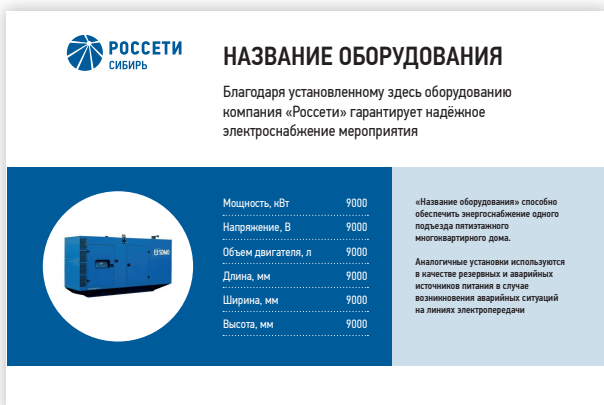 РОССЕТИ
СИБИРЬ
НАЗВАНИЕ ОБОРУДОВАНИЯ
Благодаря установленному здесь оборудованию
компания «Россети» гарантирует надёжное
электроснабжение мероприятия
SDMO
Мощность, кВт 9000
Напряжение, В 9000
Объем двигателя, л 9000
Длина, мм 9000
Ширина, мм 9000
Высота, мм 9000
«Название оборудования» способно
обеспечить энергоснабжение одного
подъезда пятиэтажного
многоквартирного дома.
Аналогичные установки используются
в качестве резервных и аварийных
источников питания в случае
возникновения аварийных ситуаций
на линиях электропередачи